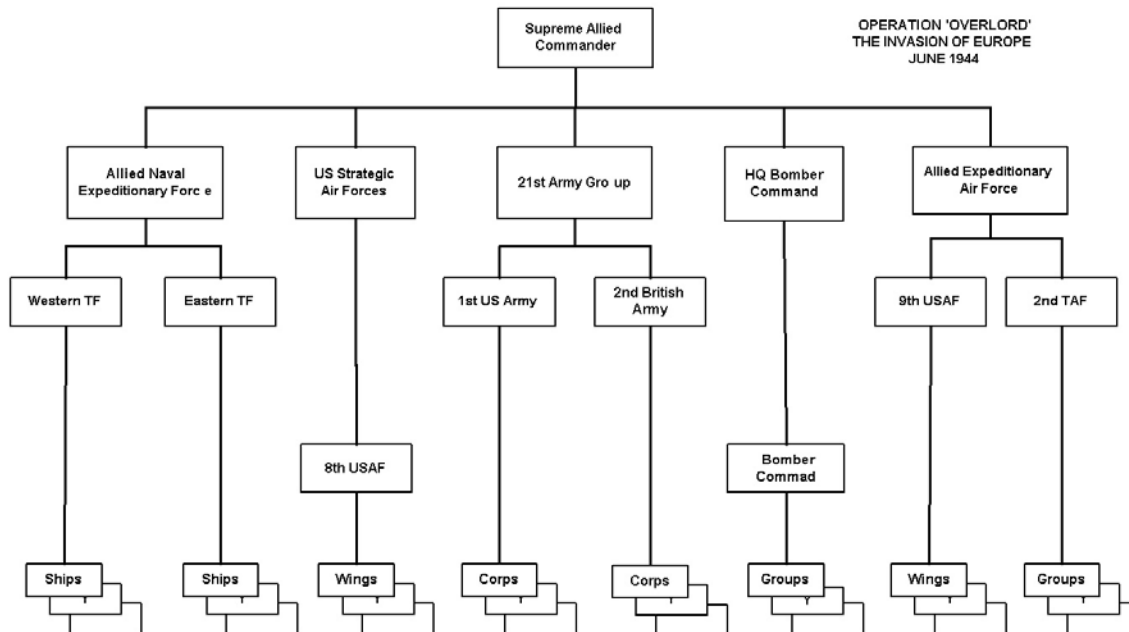 Supreme Allied
Commander
OPERATION 'OVERLORD'
THE INVASION OF EUROPE
JUNE 1944
Allied Naval
Expeditionary Forc e
US Strategic
Air Forces
21st Army Gro up
HQ Bomber
Command
Allied Expeditionary
Air Force
Western TF
Eastern TF
1st US Army
2nd British
Army
9th USAF
2nd TAF
8th USAF
Bomber
Commad
Ships
Ships
Wings
Corps
Corps
Groups
Wings
Groups